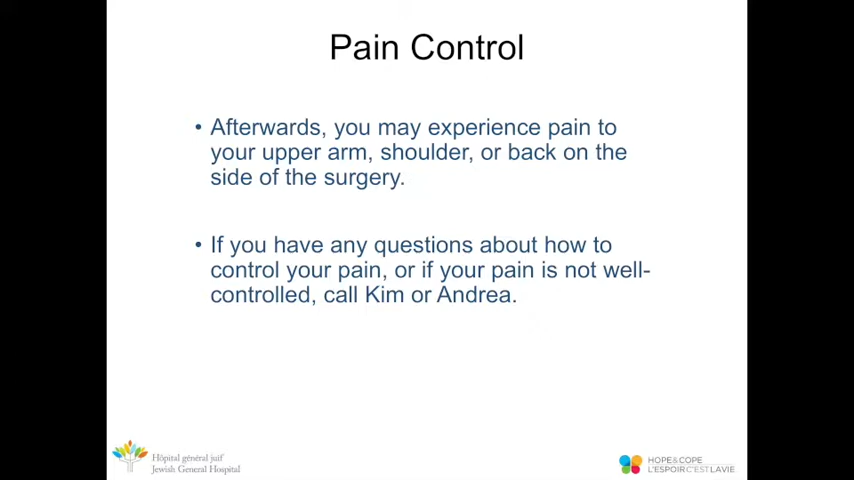 Pain Control
• Afterwards, you may experience pain to
your upper arm, shoulder, or back on the
side of the surgery.
• If you have any questions about how to
control your pain, or if your pain is not well-
controlled, call Kim or Andrea.
Hôpital général juif
Jewish General Hospital
HOPE&COPE
L'ESPOIR C'EST LA VIE